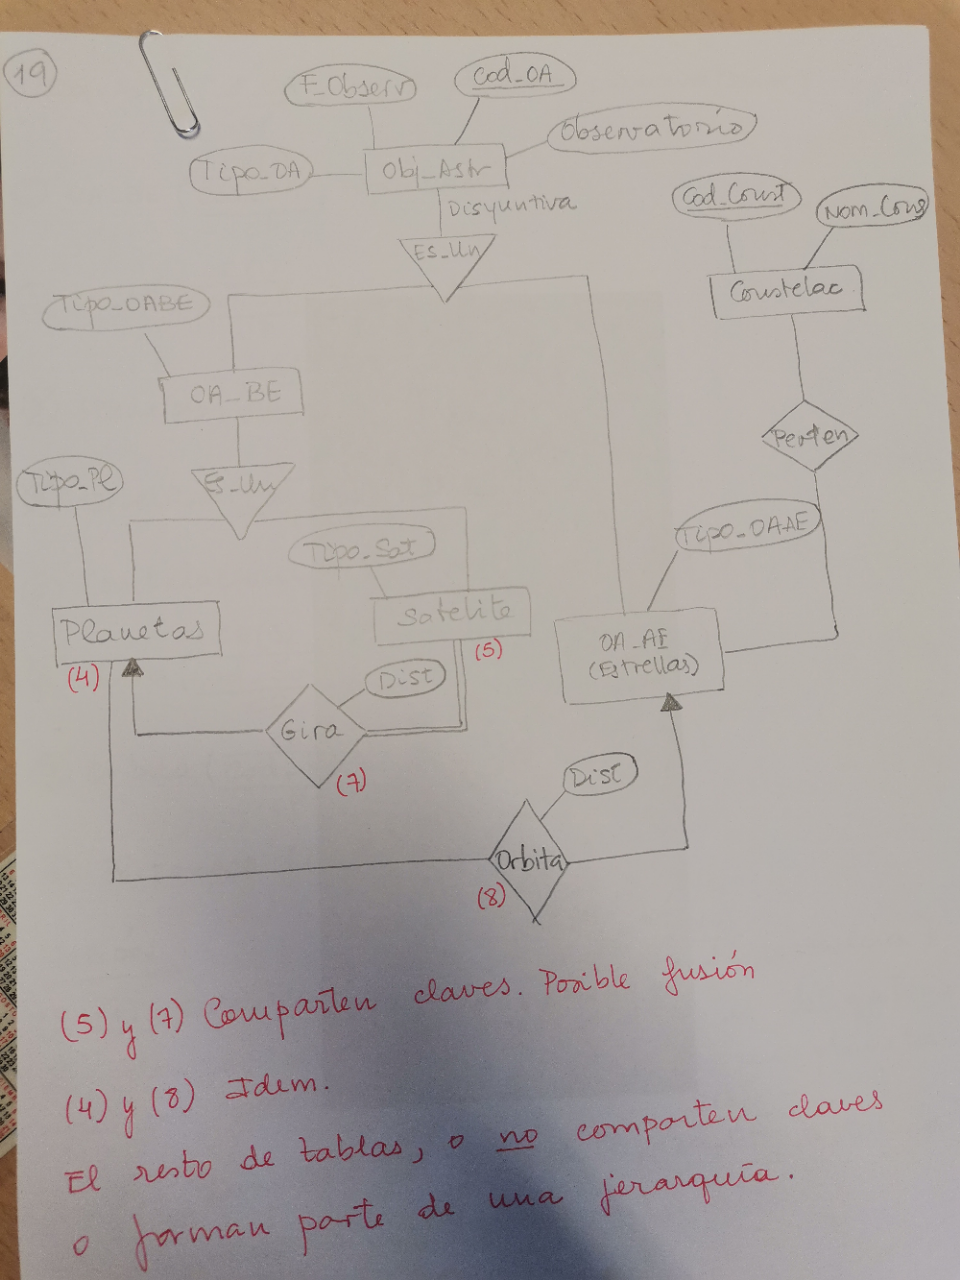 19
F_Observ
Cod_OA
Observatorio
Tipo_OA
Obj_Astr
Disyuntiva
Cod_Const
Nom_Cons
Es_Un
Constelac
Tipo_OABE
OA_BE
Perten
Tipo_Pl
Es_Un
Tipo_Sat
Tipo_OAAE
Planetas
Satelite
OA_AE
(Estrellas)
(4)
(5)
Dist
Gira
(7)
Dist
Orbita
(8)
(5) y (7) Comparten claves. Posible fusión
(4) y (8) Idem.
El resto de tablas, o no comparten claves
o forman parte de una jerarquía.